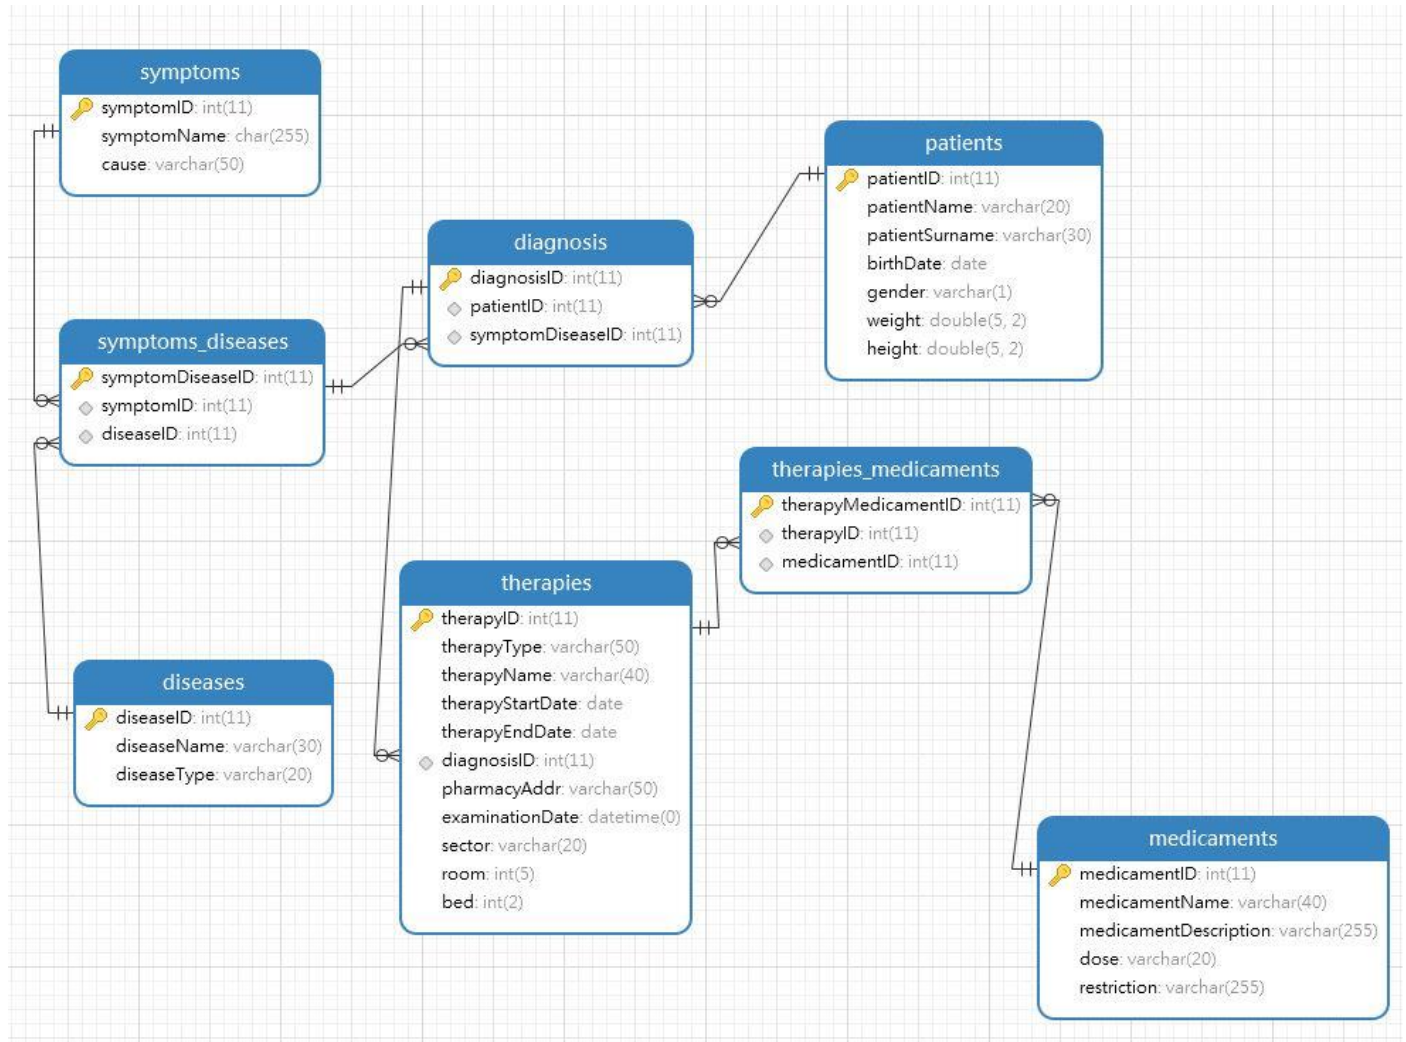 symptoms
symptomID: int(11)
symptomName: char(255)
cause: varchar(50)
patients
patientID: int(11)
patientName: varchar(20)
patientSurname: varchar(30)
birthDate: date
gender: varchar(1)
weight: double(5, 2)
height: double(5, 2)
diagnosis
diagnosisID: int(11)
patientID: int(11)
symptomDiseaseID: int(11)
symptoms_diseases
symptomDiseaseID: int(11)
symptomID: int(11)
diseaseID: int(11)
therapies_medicaments
therapyMedicamentID: int(11)
therapyID: int(11)
medicamentID: int(11)
therapies
therapyID: int(11)
therapyType: varchar(50)
therapyName: varchar(40)
therapyStartDate: date
therapyEndDate: date
diagnosisID: int(11)
pharmacyAddr: varchar(50)
examinationDate: datetime(0)
sector: varchar(20)
room: int(5)
bed: int(2)
diseases
diseaseID: int(11)
diseaseName: varchar(30)
diseaseType: varchar(20)
medicaments
medicamentID: int(11)
medicamentName: varchar(40)
medicamentDescription: varchar(255)
dose: varchar(20)
restriction: varchar(255)